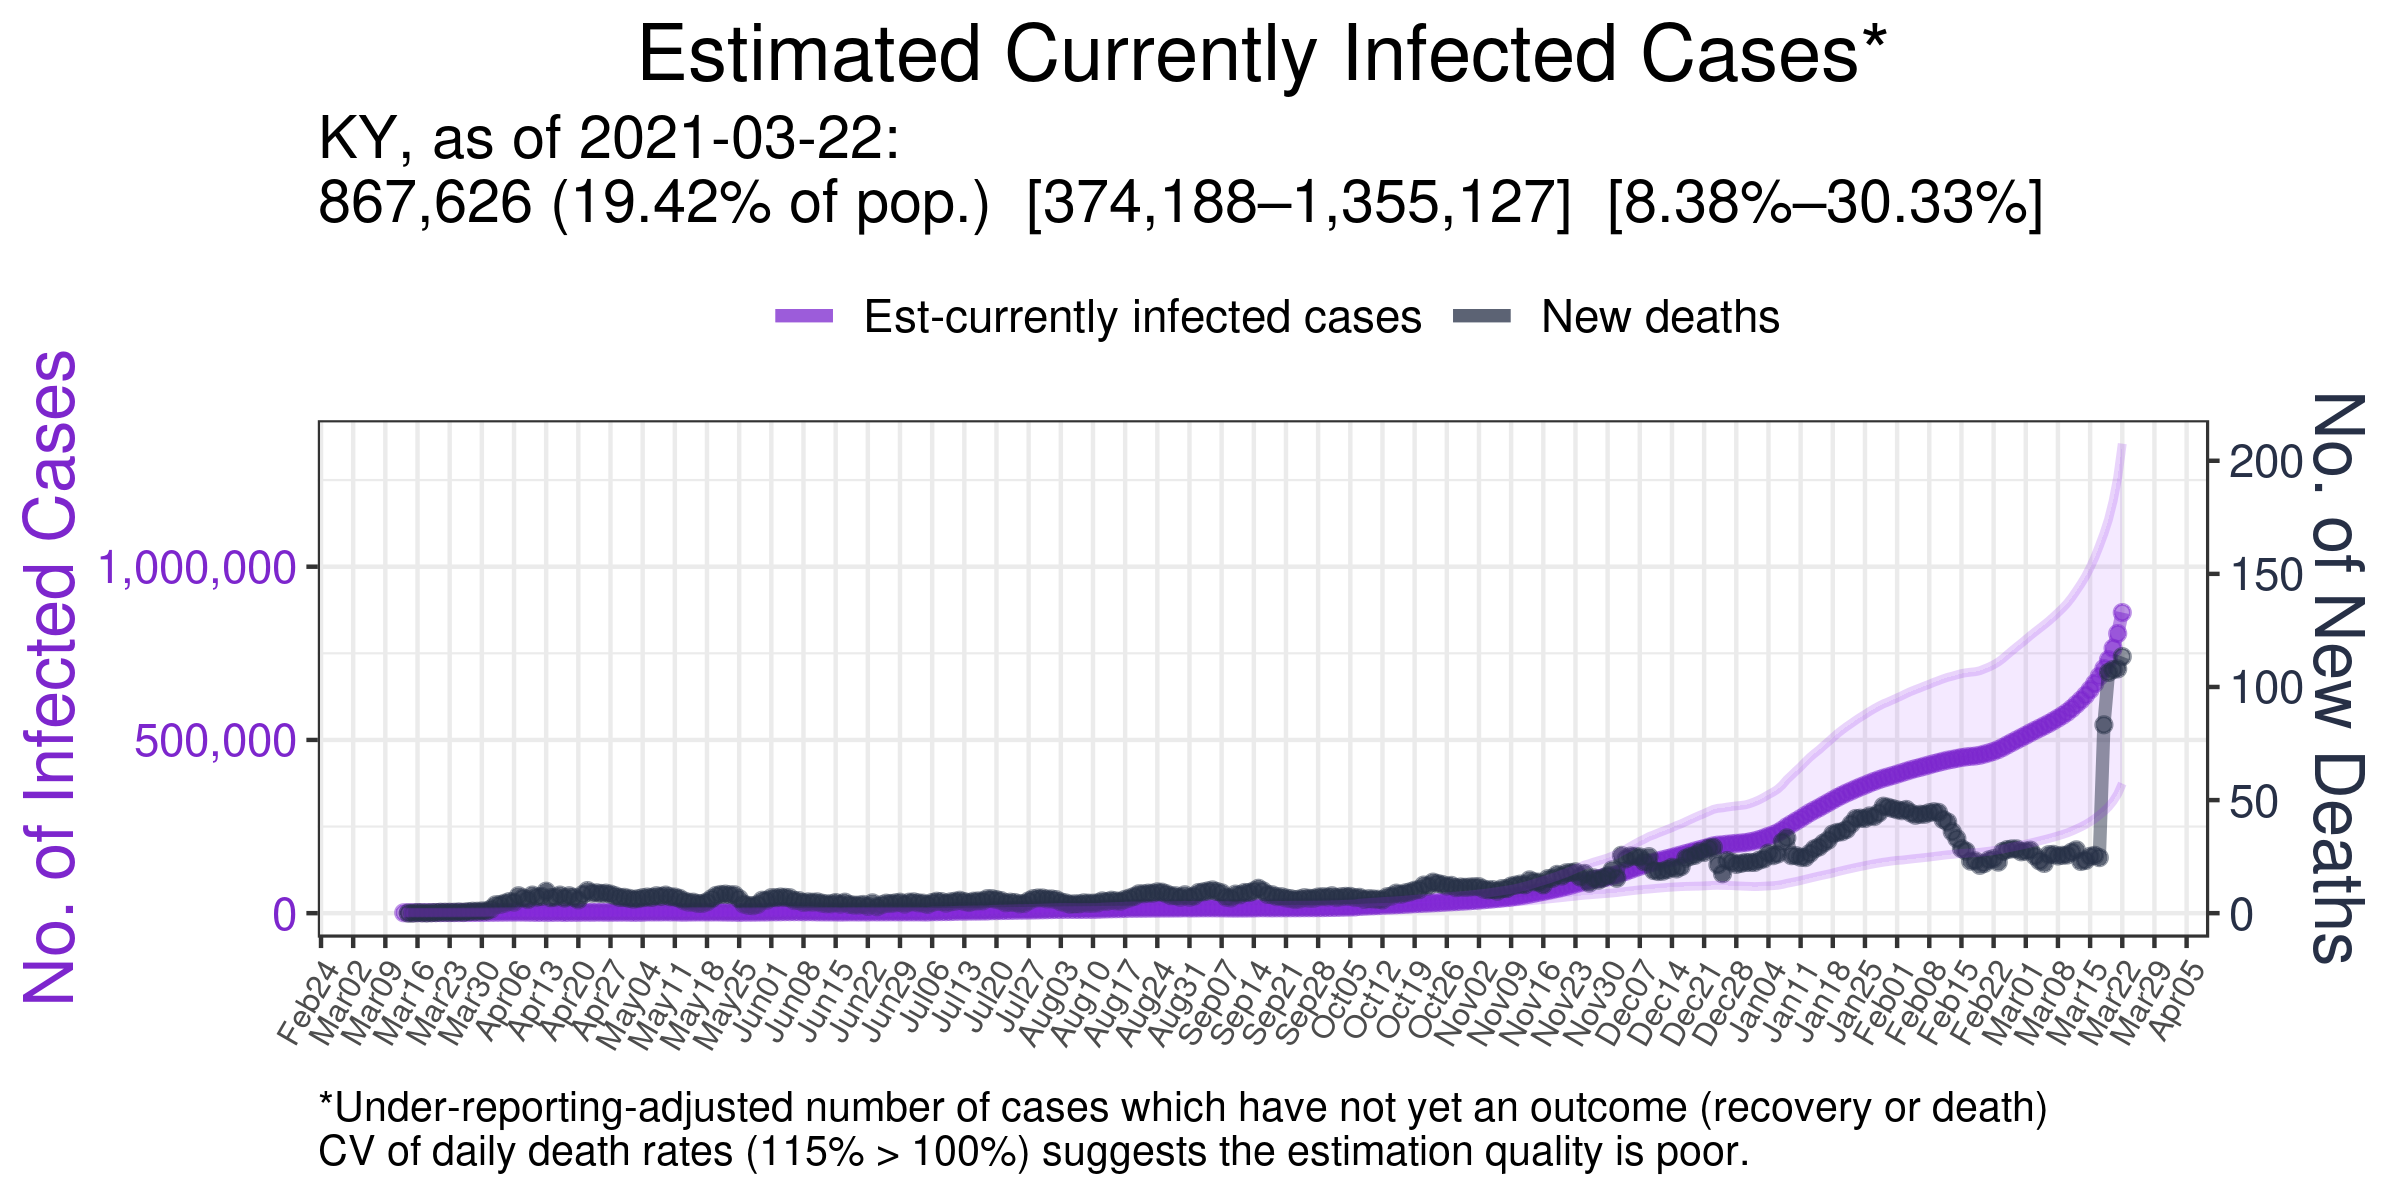 Estimated Currently Infected Cases*
KY, as of 2021-03-22:
867,626 (19.42% of pop.) [374,188–1,355,127] [8.38%–30.33%]
Est-currently infected cases
New deaths
No. of Infected Cases
1,000,000
500,000
0
No. of New Deaths
200
150
100
50
0
Feb24
Mar02
Mar09
Mar16
Mar23
Mar30
Apr06
Apr13
Apr20
Apr27
May04
May11
May18
May25
Jun01
Jun08
Jun15
Jun22
Jun29
Jul06
Jul13
Jul20
Jul27
Aug03
Aug10
Aug17
Aug24
Aug31
Sep07
Sep14
Sep21
Sep28
Oct05
Oct12
Oct19
Oct26
Nov02
Nov09
Nov16
Nov23
Nov30
Dec07
Dec14
Dec21
Dec28
Jan04
Jan11
Jan18
Jan25
Feb01
Feb08
Feb15
Feb22
Mar01
Mar08
Mar15
Mar22
Mar29
Apr05
*Under-reporting-adjusted number of cases which have not yet an outcome (recovery or death)
CV of daily death rates (115% > 100%) suggests the estimation quality is poor.